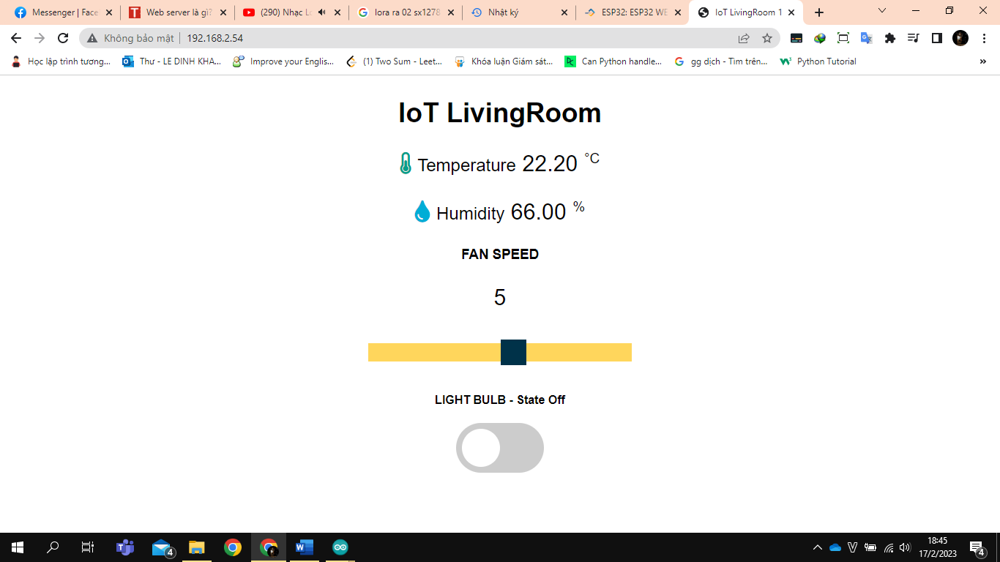 Messenger | Face
Web server là gì?
(290) Nhạc Lo
lora ra 02 sx1278
Nhật ký
ESP32: ESP32 WE
IoT LivingRoom 1
Không bảo mật
192.168.2.54
Học lập trình tương...
Thư - LE DINH KHA...
Improve your Englis...
(1) Two Sum - Leet...
Khóa luận Giám sát...
Can Python handle...
gg dịch - Tìm trên...
Python Tutorial
IoT LivingRoom
Temperature 22.20 °C
Humidity 66.00 %
FAN SPEED
5
LIGHT BULB - State Off
4
18:45
17/2/2023
4